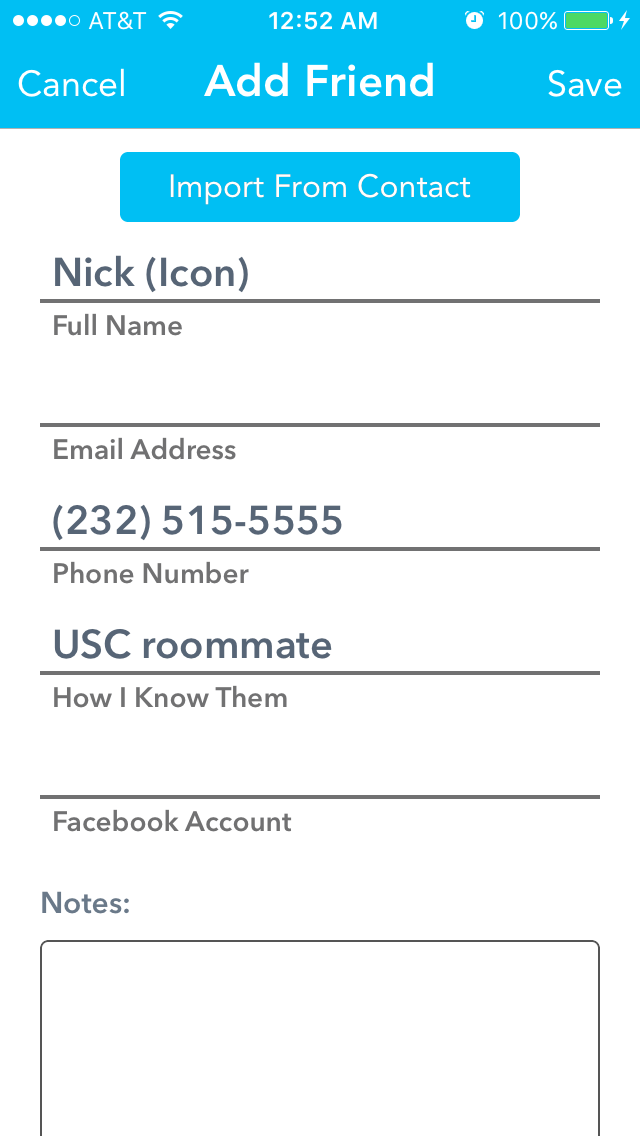 AT&T 12:52 AM 100%
Cancel Add Friend Save
Import From Contact
Nick (Icon)
Full Name
Email Address
(232) 515-5555
Phone Number
USC roommate
How I Know Them
Facebook Account
Notes: